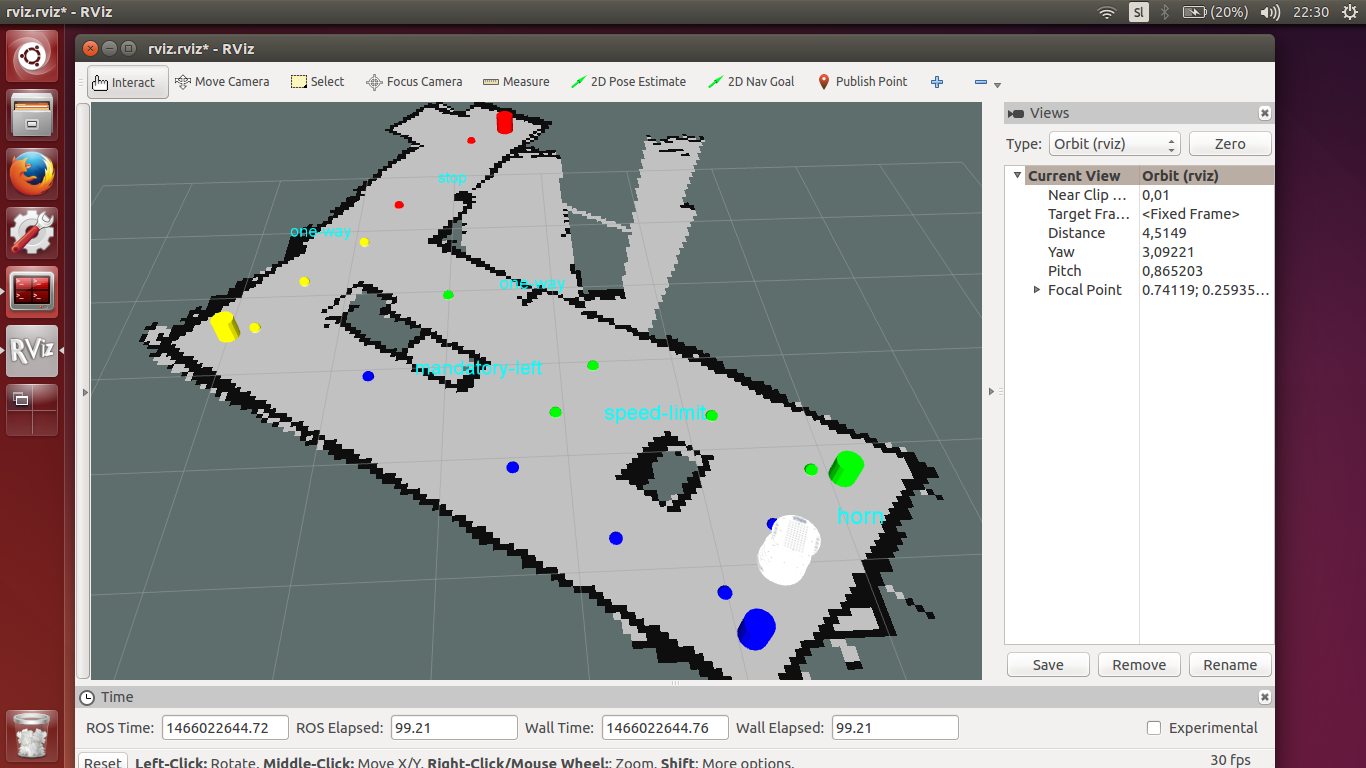 rviz.rviz* - RViz
Sl
(20%)
22:30
rviz.rviz* - RViz
Interact
Move Camera
Select
Focus Camera
Measure
2D Pose Estimate
2D Nav Goal
Publish Point
Views
Type:
Orbit (rviz)
Zero
Current View
Orbit (rviz)
Near Clip ...
0,01
Target Fra...
<Fixed Frame>
Distance
4,5149
Yaw
3,09221
Pitch
0,865203
Focal Point
0.74119; 0.25935...
stop
one-way
one-way
mandatory-left
speed-limit
horn
RViz
Save
Remove
Rename
Time
ROS Time:
1466022644.72
ROS Elapsed:
99.21
Wall Time:
1466022644.76
Wall Elapsed:
99.21
Experimental
Reset
Left-Click: Rotate. Middle-Click: Move X/Y. Right-Click/Mouse Wheel:: Zoom. Shift: More options.
30 fps